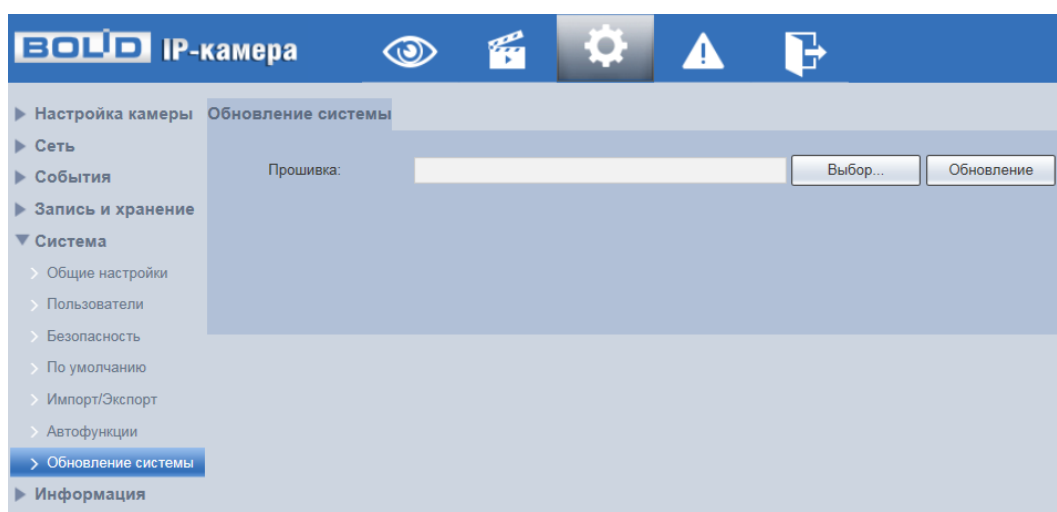 BOLID IP-камера
Настройка камеры
Сеть
События
Запись и хранение
Система
Общие настройки
Пользователи
Безопасность
По умолчанию
Импорт/Экспорт
Автофункции
Обновление системы
Информация
Обновление системы
Прошивка: Выбор... Обновление